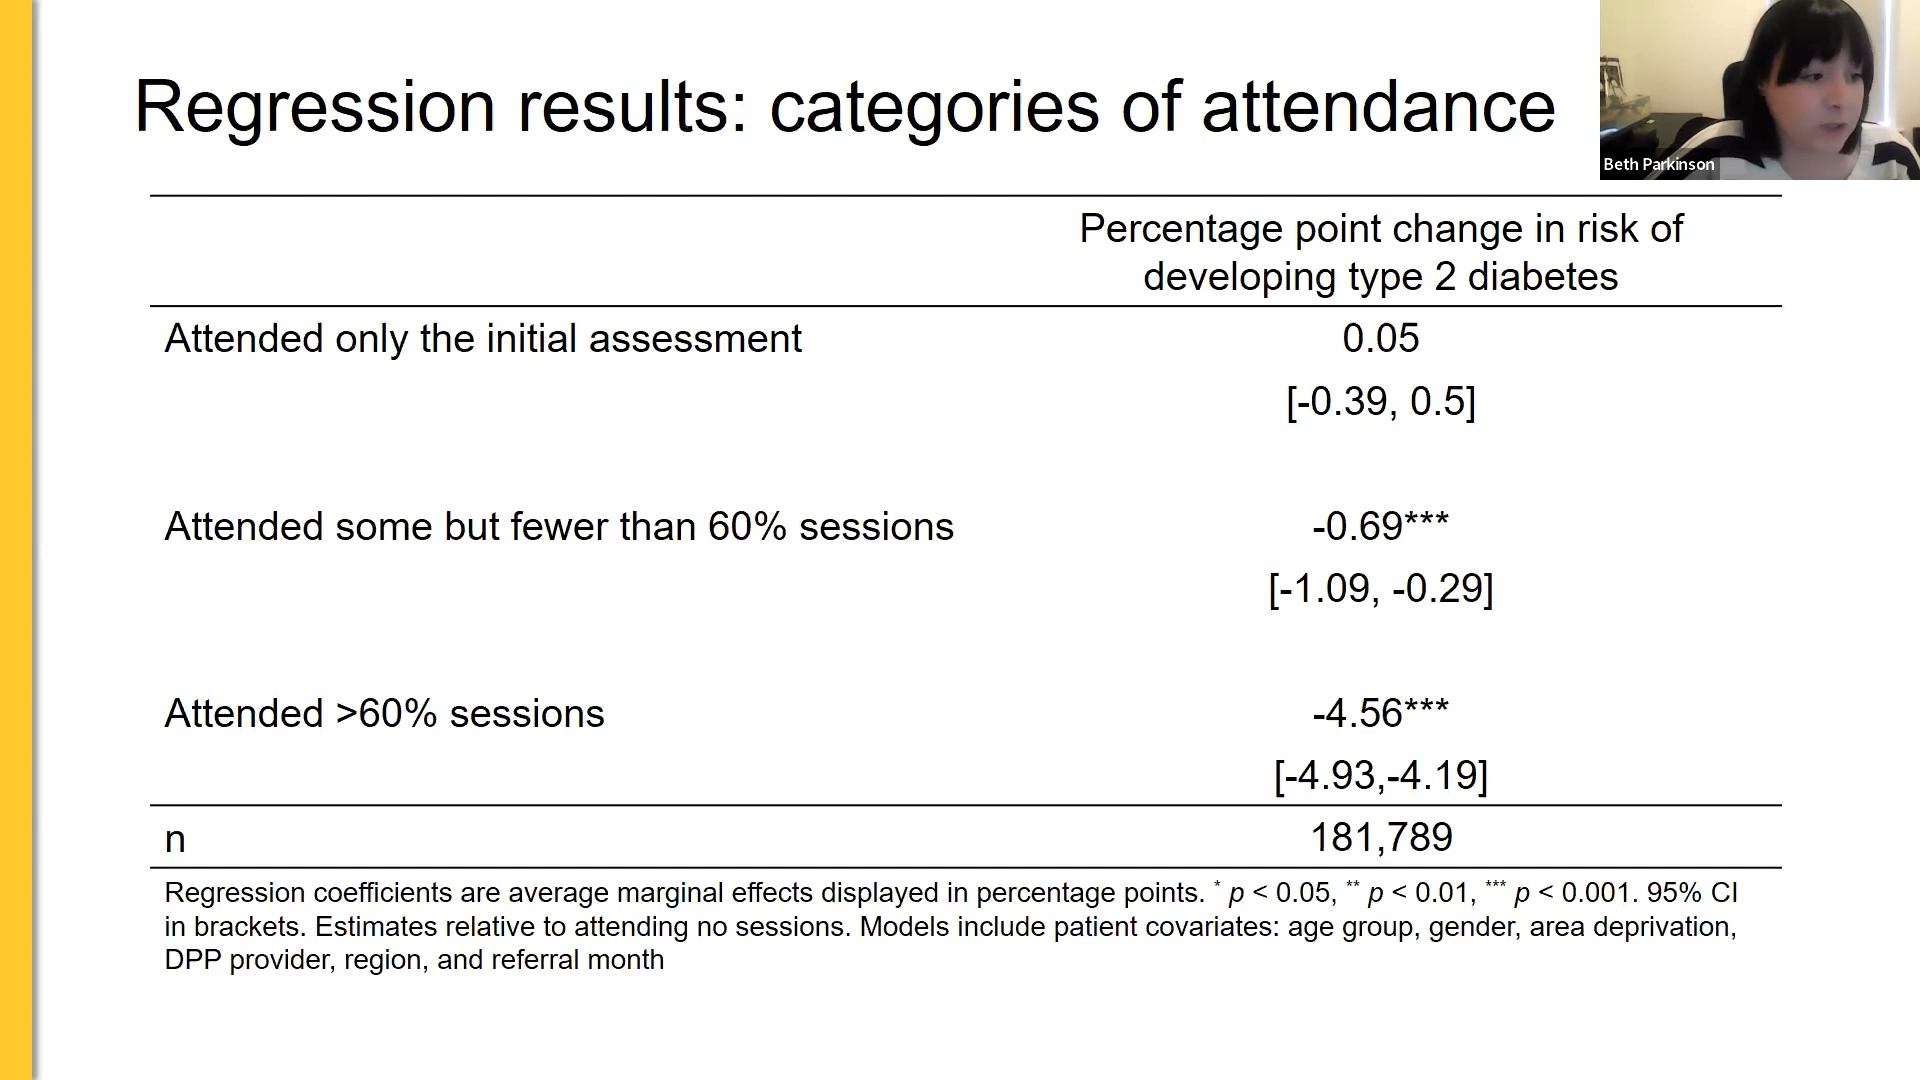 Regression results: categories of attendance
Beth Parkinson
Percentage point change in risk of
developing type 2 diabetes
Attended only the initial assessment 0.05
[-0.39, 0.5]
Attended some but fewer than 60% sessions -0.69***
[-1.09, -0.29]
Attended >60% sessions -4.56***
[-4.93,-4.19]
n 181,789
Regression coefficients are average marginal effects displayed in percentage points. * p < 0.05, ** p < 0.01, *** p < 0.001. 95% CI
in brackets. Estimates relative to attending no sessions. Models include patient covariates: age group, gender, area deprivation,
DPP provider, region, and referral month